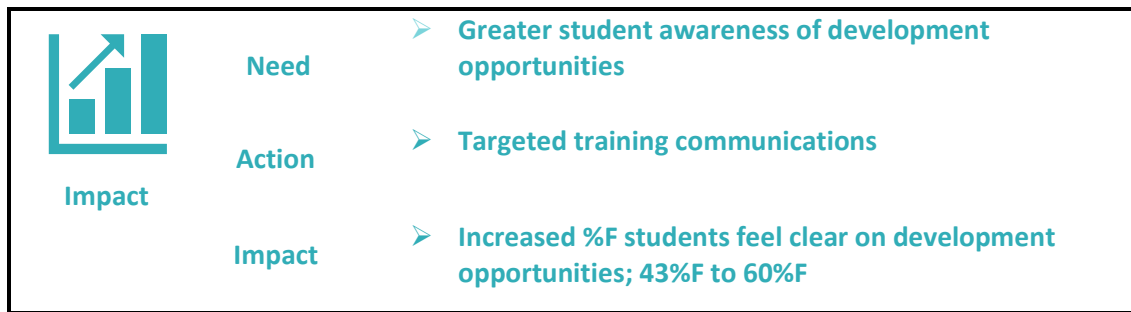 Impact
Need
➢ Greater student awareness of development
opportunities
Action
➢ Targeted training communications
Impact
➢ Increased %F students feel clear on development
opportunities; 43%F to 60%F